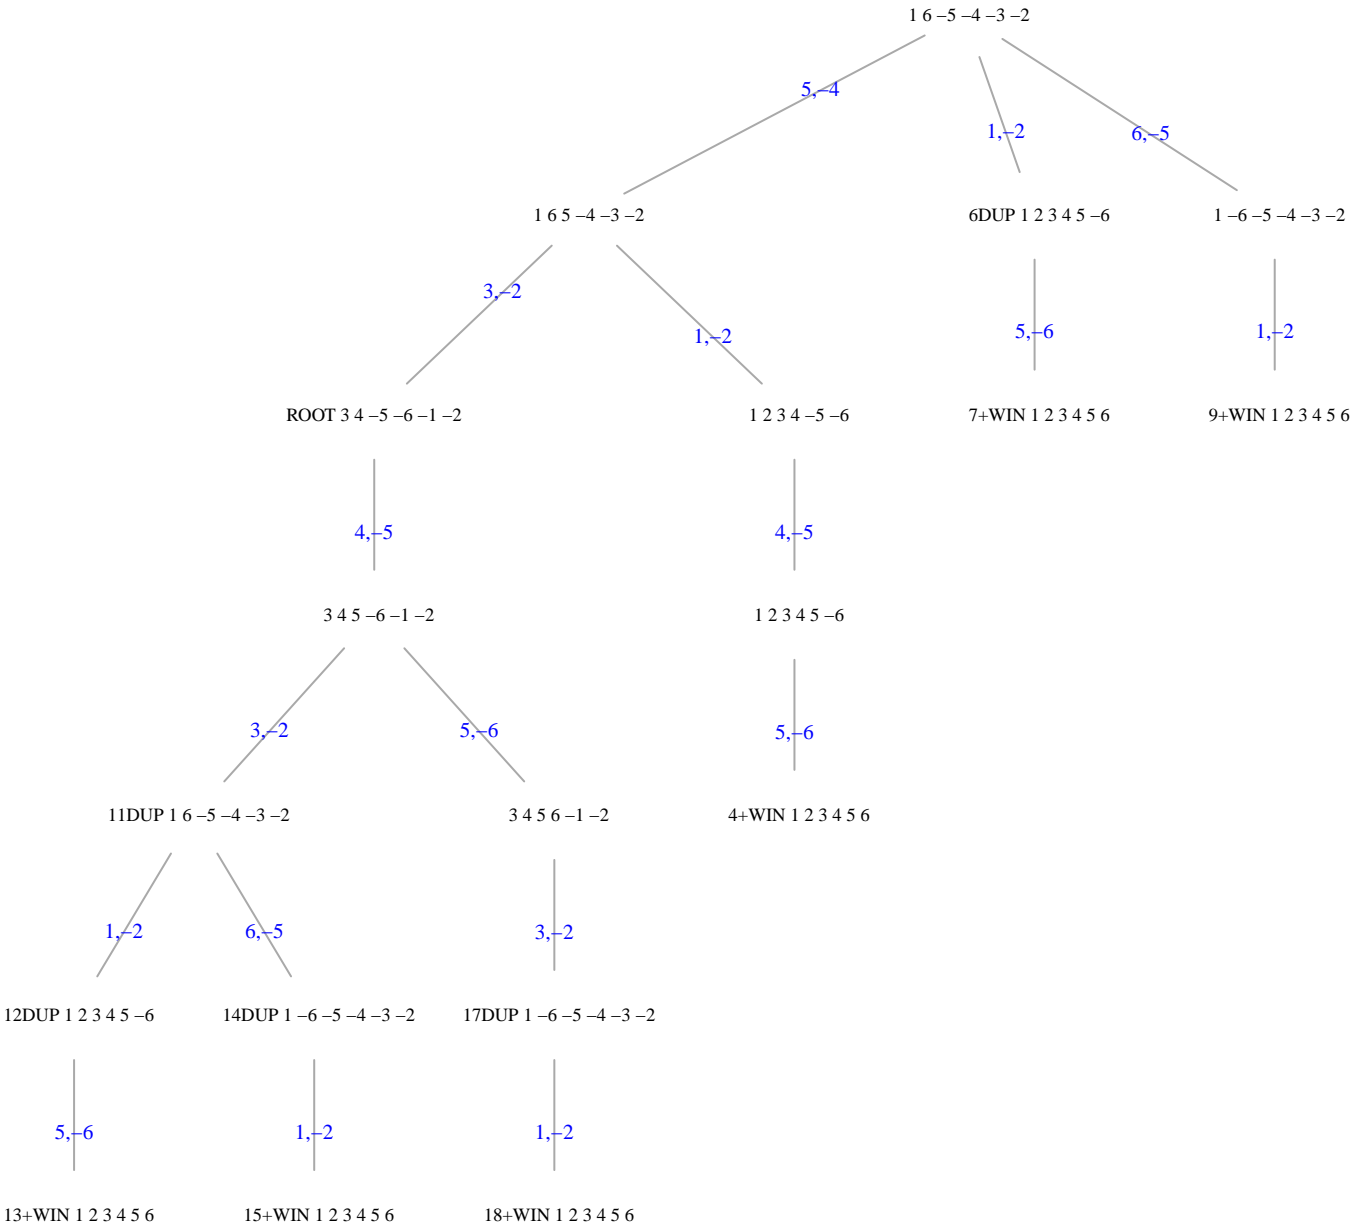 1 6 –5 –4 –3 –2
5,–4
1,–2
6,–5
1 6 5 –4 –3 –2
6DUP 1 2 3 4 5 –6
1 –6 –5 –4 –3 –2
3,–2
1,–2
5,–6
1,–2
ROOT 3 4 –5 –6 –1 –2
1 2 3 4 –5 –6
7+WIN 1 2 3 4 5 6
9+WIN 1 2 3 4 5 6
4,–5
4,–5
3 4 5 –6 –1 –2
1 2 3 4 5 –6
3,–2
5,–6
5,–6
11DUP 1 6 –5 –4 –3 –2
3 4 5 6 –1 –2
4+WIN 1 2 3 4 5 6
1,–2
6,–5
3,–2
12DUP 1 2 3 4 5 –6
14DUP 1 –6 –5 –4 –3 –2
17DUP 1 –6 –5 –4 –3 –2
5,–6
1,–2
1,–2
13+WIN 1 2 3 4 5 6
15+WIN 1 2 3 4 5 6
18+WIN 1 2 3 4 5 6